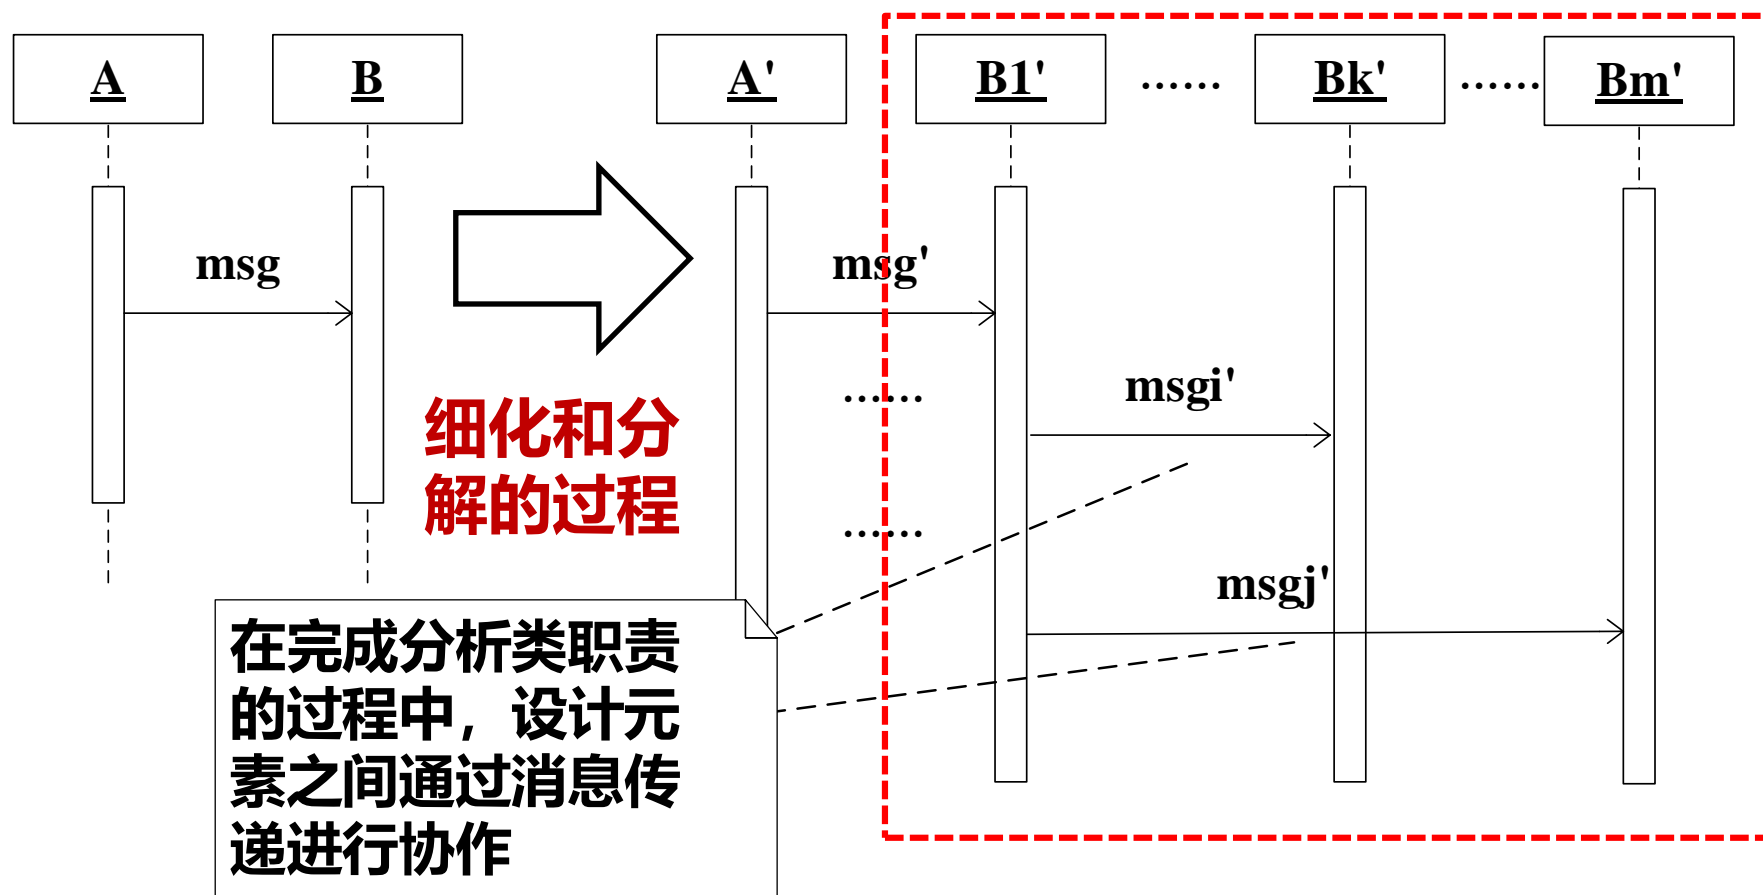 A
B
A'
B1'
……
Bk'
……
Bm'
msg
msg'
……
msgi'
细化和分
解的过程
……
msgj'
在完成分析类职责
的过程中，设计元
素之间通过消息传
递进行协作